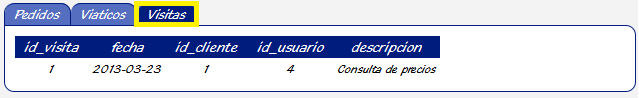 Pedidos Viaticos Visitas
id_visita fecha id_cliente id_usuario descripcion
1 2013-03-23 1 4 Consulta de precios